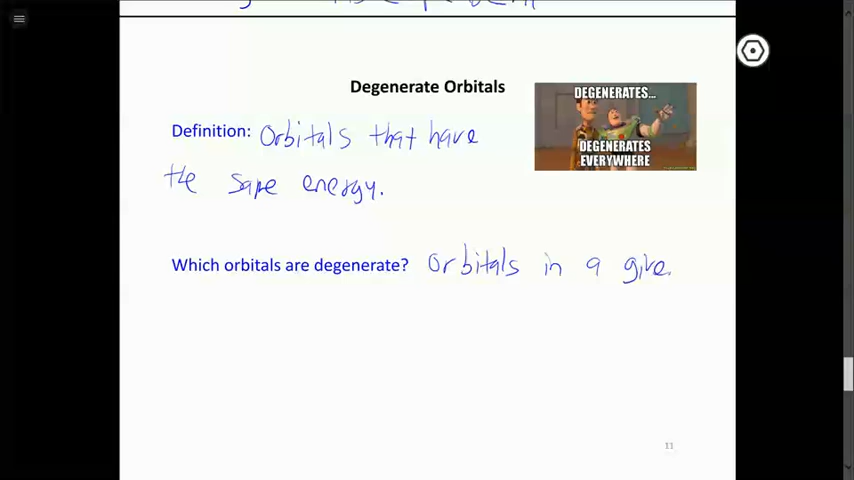 Degenerate Orbitals
DEGENERATES...
DEGENERATES
EVERYWHERE
Definition: Orbitals that have
the same energy.
Which orbitals are degenerate? Orbitals in a give
11